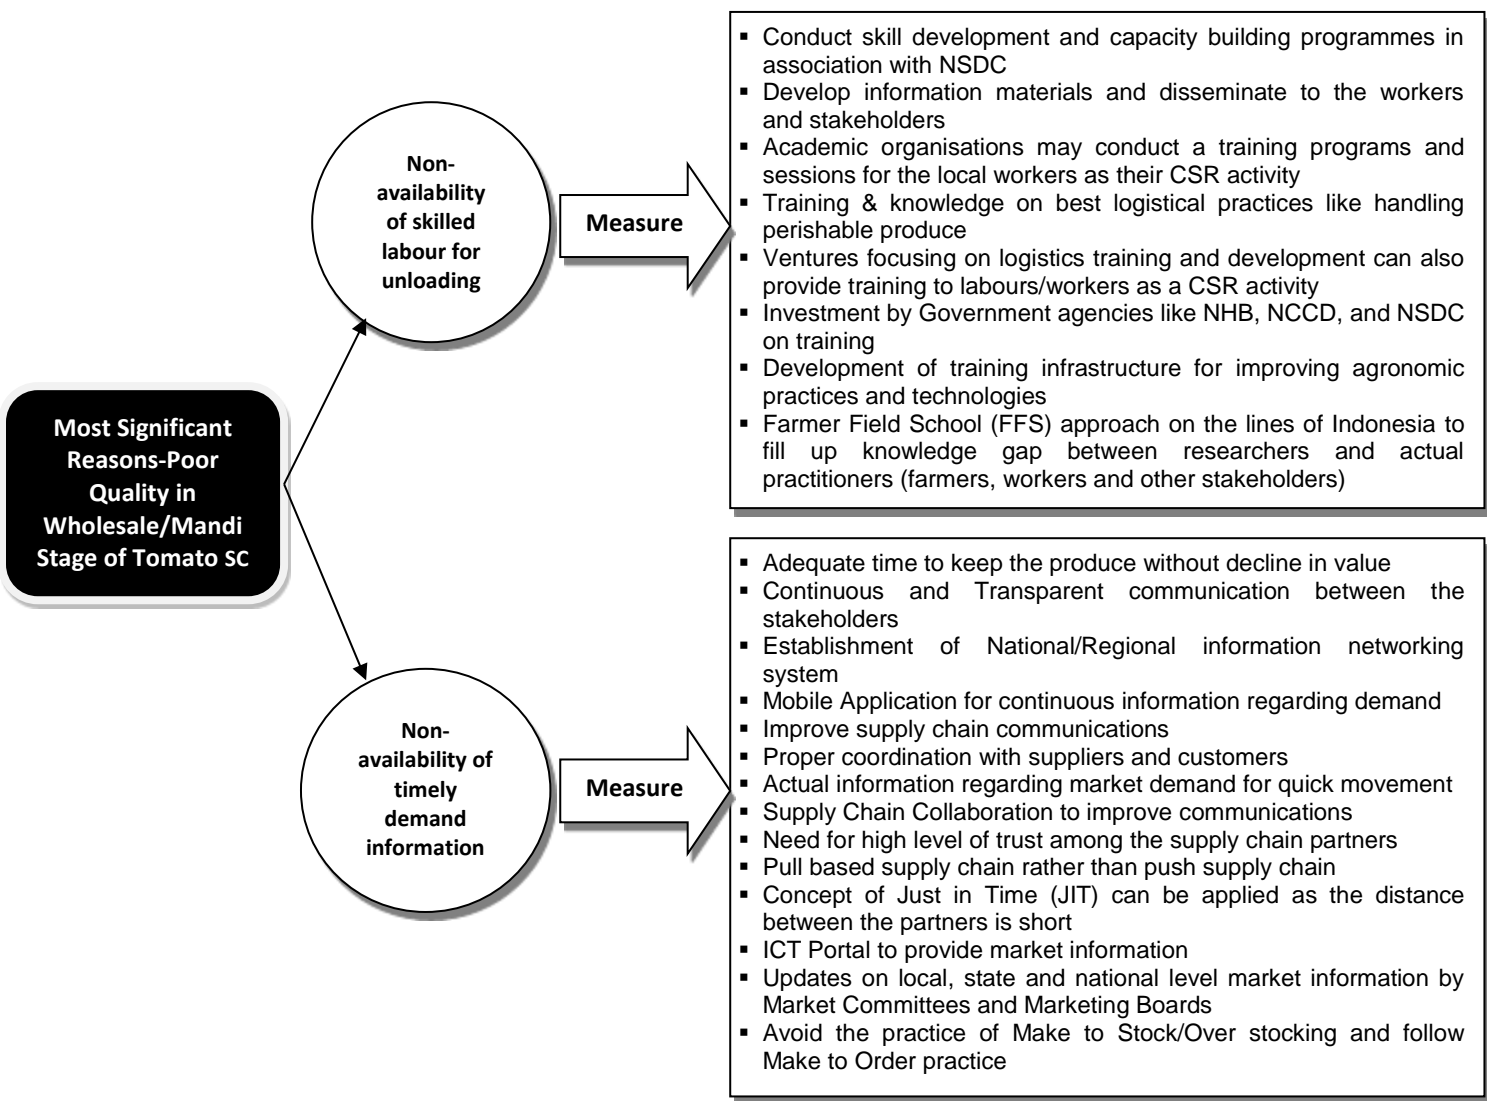 Most Significant
Reasons-Poor
Quality in
Wholesale/Mandi
Stage of Tomato SC
Non-
availability
of skilled
labour for
unloading
Measure
▪ Conduct skill development and capacity building programmes in
association with NSDC
▪ Develop information materials and disseminate to the workers
and stakeholders
▪ Academic organisations may conduct a training programs and
sessions for the local workers as their CSR activity
▪ Training & knowledge on best logistical practices like handling
perishable produce
▪ Ventures focusing on logistics training and development can also
provide training to labours/workers as a CSR activity
▪ Investment by Government agencies like NHB, NCCD, and NSDC
on training
▪ Development of training infrastructure for improving agronomic
practices and technologies
▪ Farmer Field School (FFS) approach on the lines of Indonesia to
fill up knowledge gap between researchers and actual
practitioners (farmers, workers and other stakeholders)
Non-
availability of
timely
demand
information
Measure
▪ Adequate time to keep the produce without decline in value
▪ Continuous and Transparent communication between the
stakeholders
▪ Establishment of National/Regional information networking
system
▪ Mobile Application for continuous information regarding demand
▪ Improve supply chain communications
▪ Proper coordination with suppliers and customers
▪ Actual information regarding market demand for quick movement
▪ Supply Chain Collaboration to improve communications
▪ Need for high level of trust among the supply chain partners
▪ Pull based supply chain rather than push supply chain
▪ Concept of Just in Time (JIT) can be applied as the distance
between the partners is short
▪ ICT Portal to provide market information
▪ Updates on local, state and national level market information by
Market Committees and Marketing Boards
▪ Avoid the practice of Make to Stock/Over stocking and follow
Make to Order practice